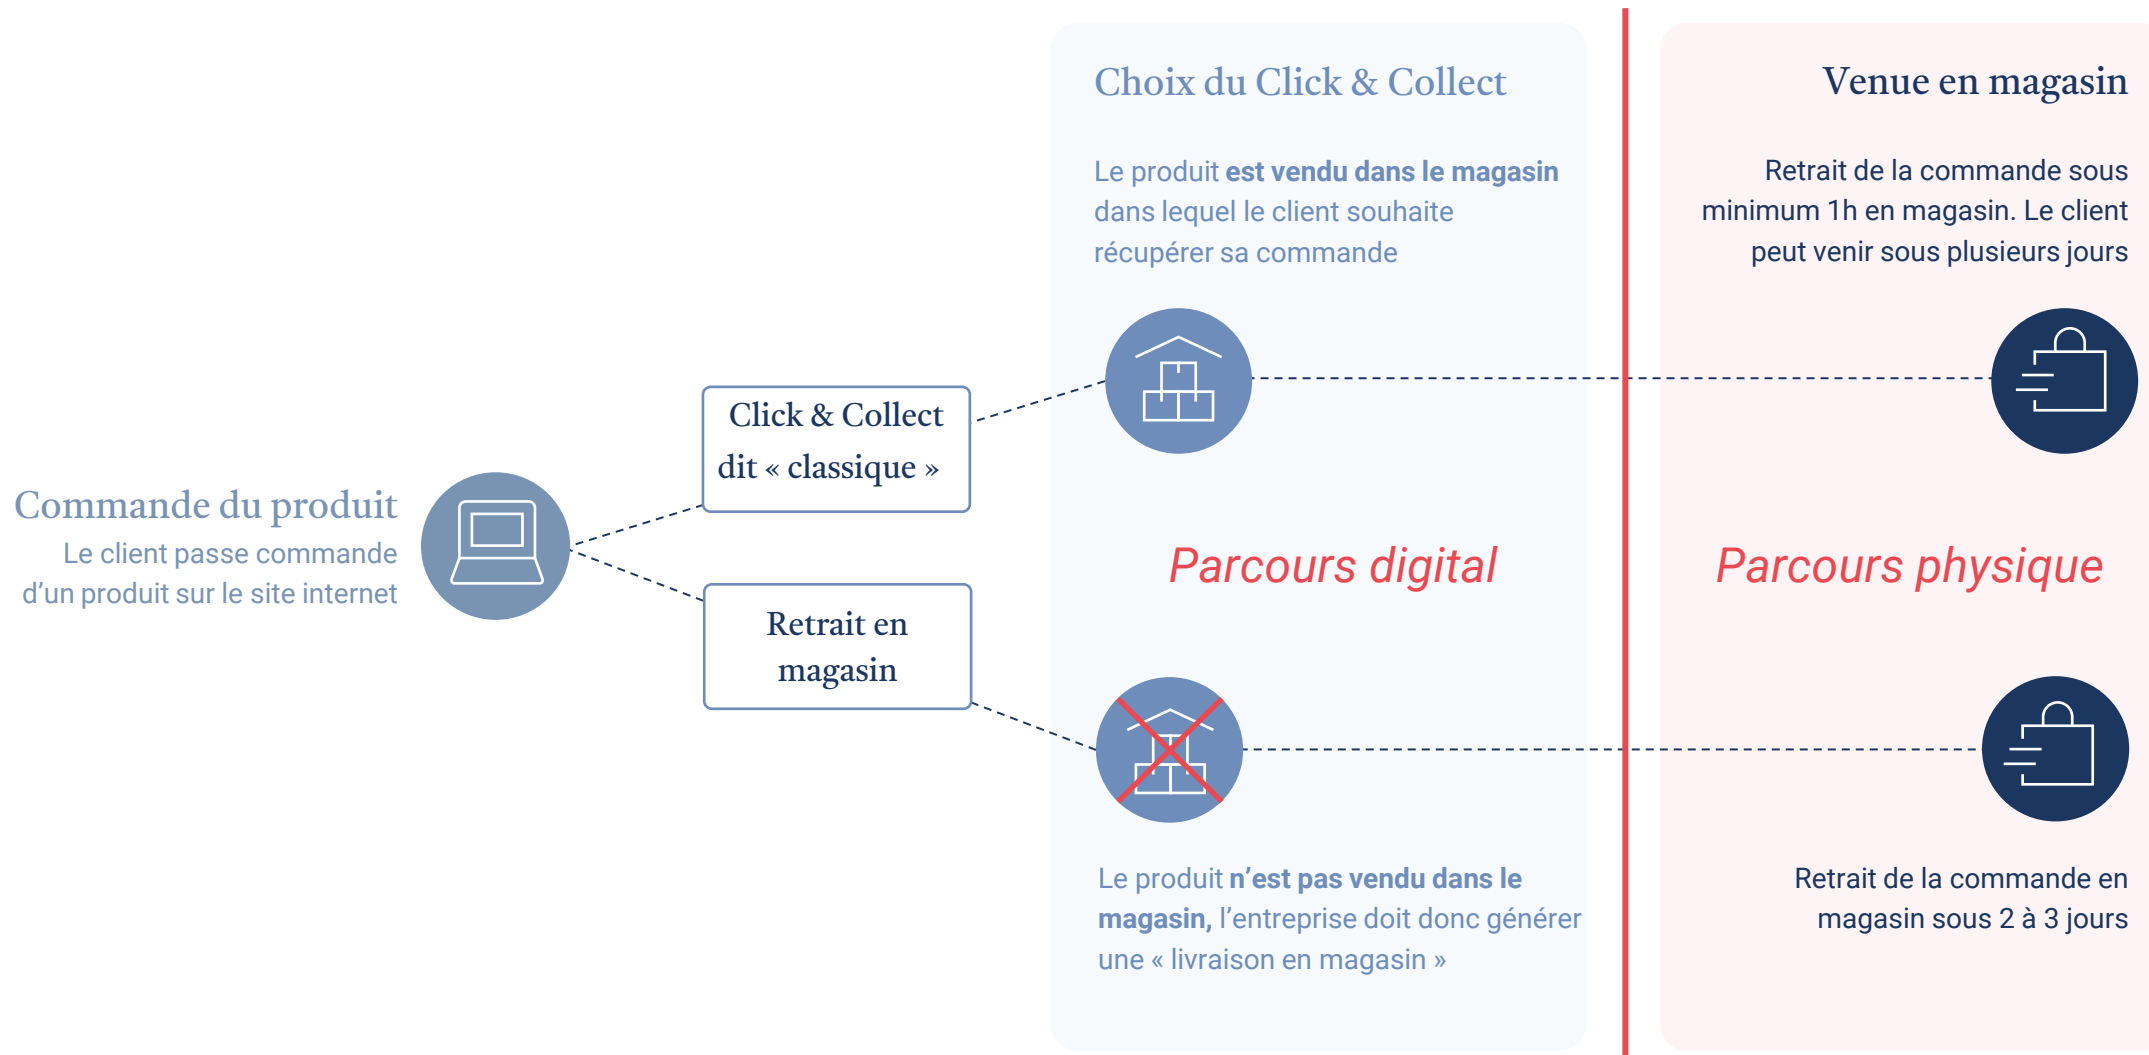 Commande du produit
Le client passe commande
d’un produit sur le site internet
Click & Collect
dit « classique »
Retrait en
magasin
Choix du Click & Collect
Le produit est vendu dans le magasin
dans lequel le client souhaite
récupérer sa commande
Parcours digital
Le produit n’est pas vendu dans le
magasin, l’entreprise doit donc générer
une « livraison en magasin »
Venue en magasin
Retrait de la commande sous
minimum 1h en magasin. Le client
peut venir sous plusieurs jours
Parcours physique
Retrait de la commande en
magasin sous 2 à 3 jours